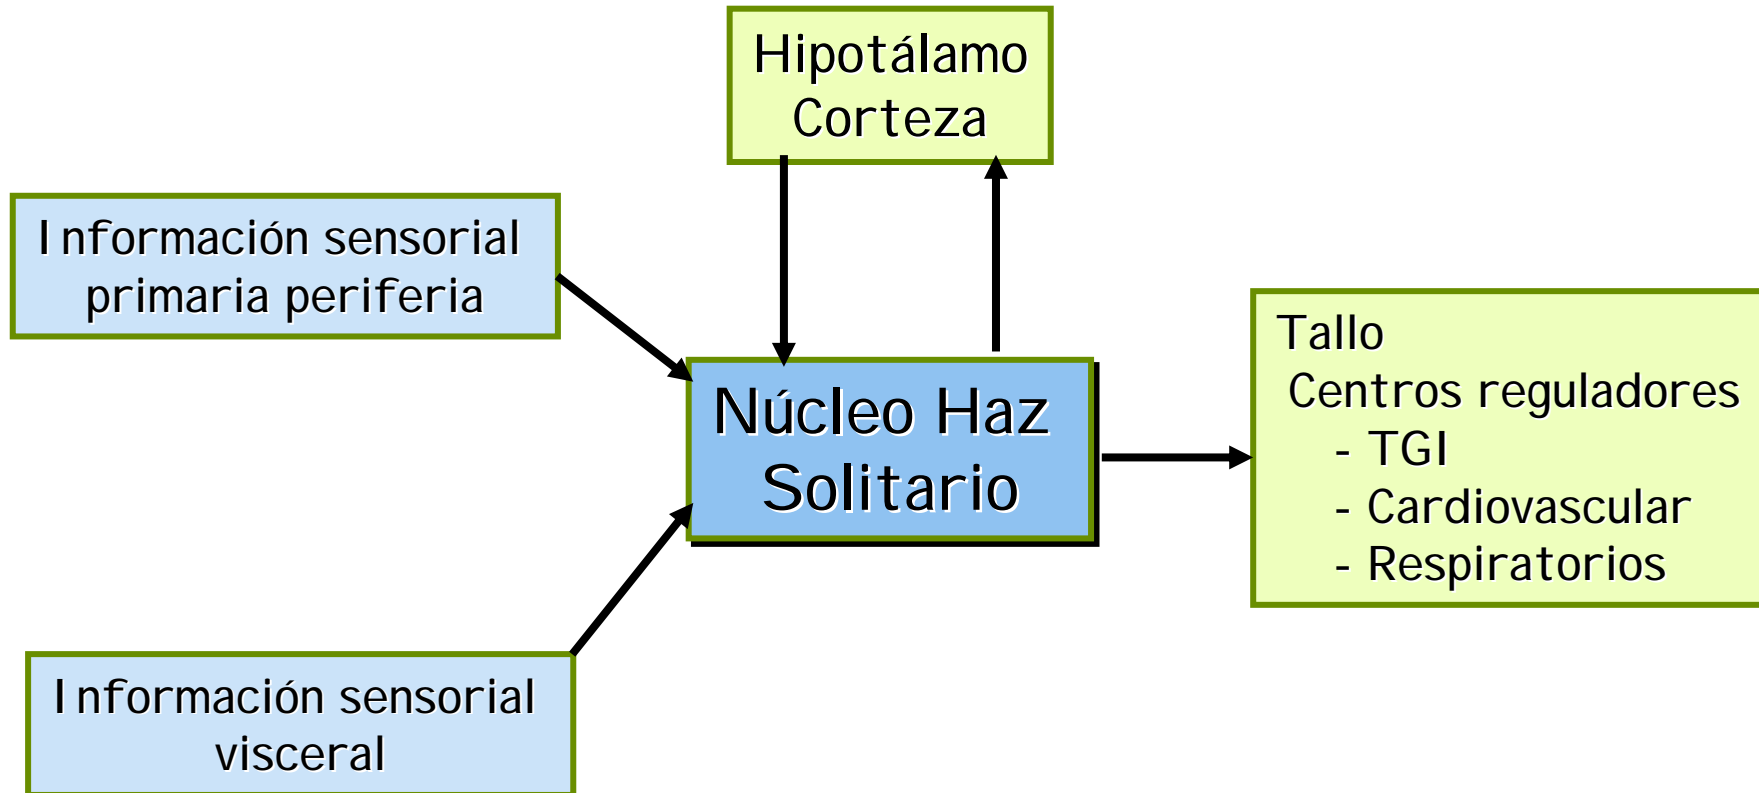 Hipotálamo
Corteza
Información sensorial
primaria periferia
Núcleo Haz
Solitario
Tallo
Centros reguladores
- TGI
- Cardiovascular
- Respiratorios
Información sensorial
visceral